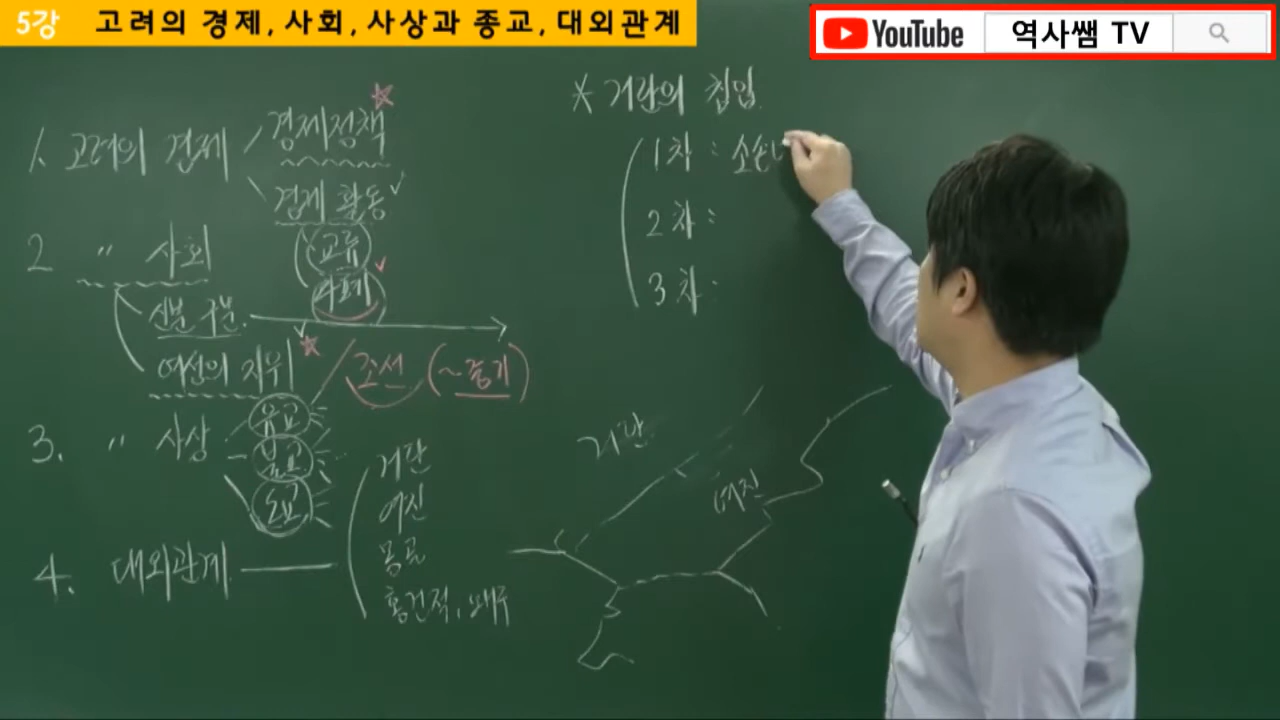 5강 고려의 경제, 사회, 사상과 종교, 대외관계
YouTube 역사쌤 TV
1. 고려의 경제
경제정책
경제 활동
교류
화폐
2 〃 사회
신분 구분
여성의 지위
조선 (~중기)
3. 〃 사상
유교
불교
도교
4. 대외관계
거란
여진
몽골
홍건적, 왜구
* 거란의 침입
1차 : 소손
2차 :
3차 :
거란
여진